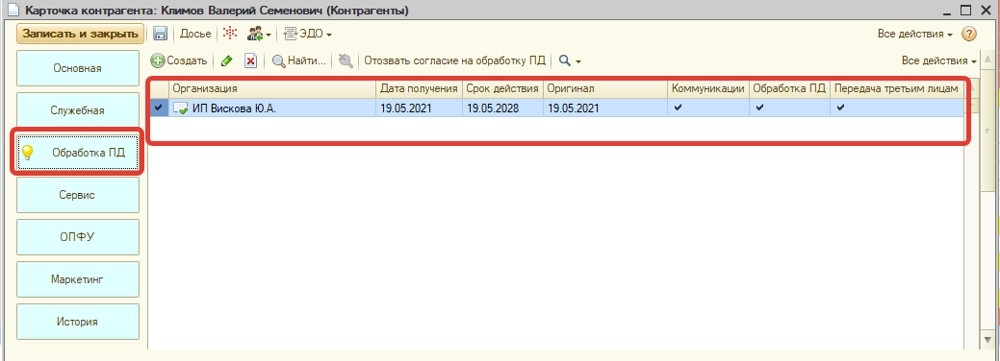 Карточка контрагента: Климов Валерий Семенович (Контрагенты)
Записать и закрыть Досье ЭДО Все действия
Создать Найти... Отозвать согласие на обработку ПД Все действия
Основная
Служебная
Обработка ПД
Сервис
ОПФУ
Маркетинг
История
Организация Дата получения Срок действия Оригинал Коммуникации Обработка ПД Передача третьим лицам
ИП Вискова Ю.А. 19.05.2021 19.05.2028 19.05.2021